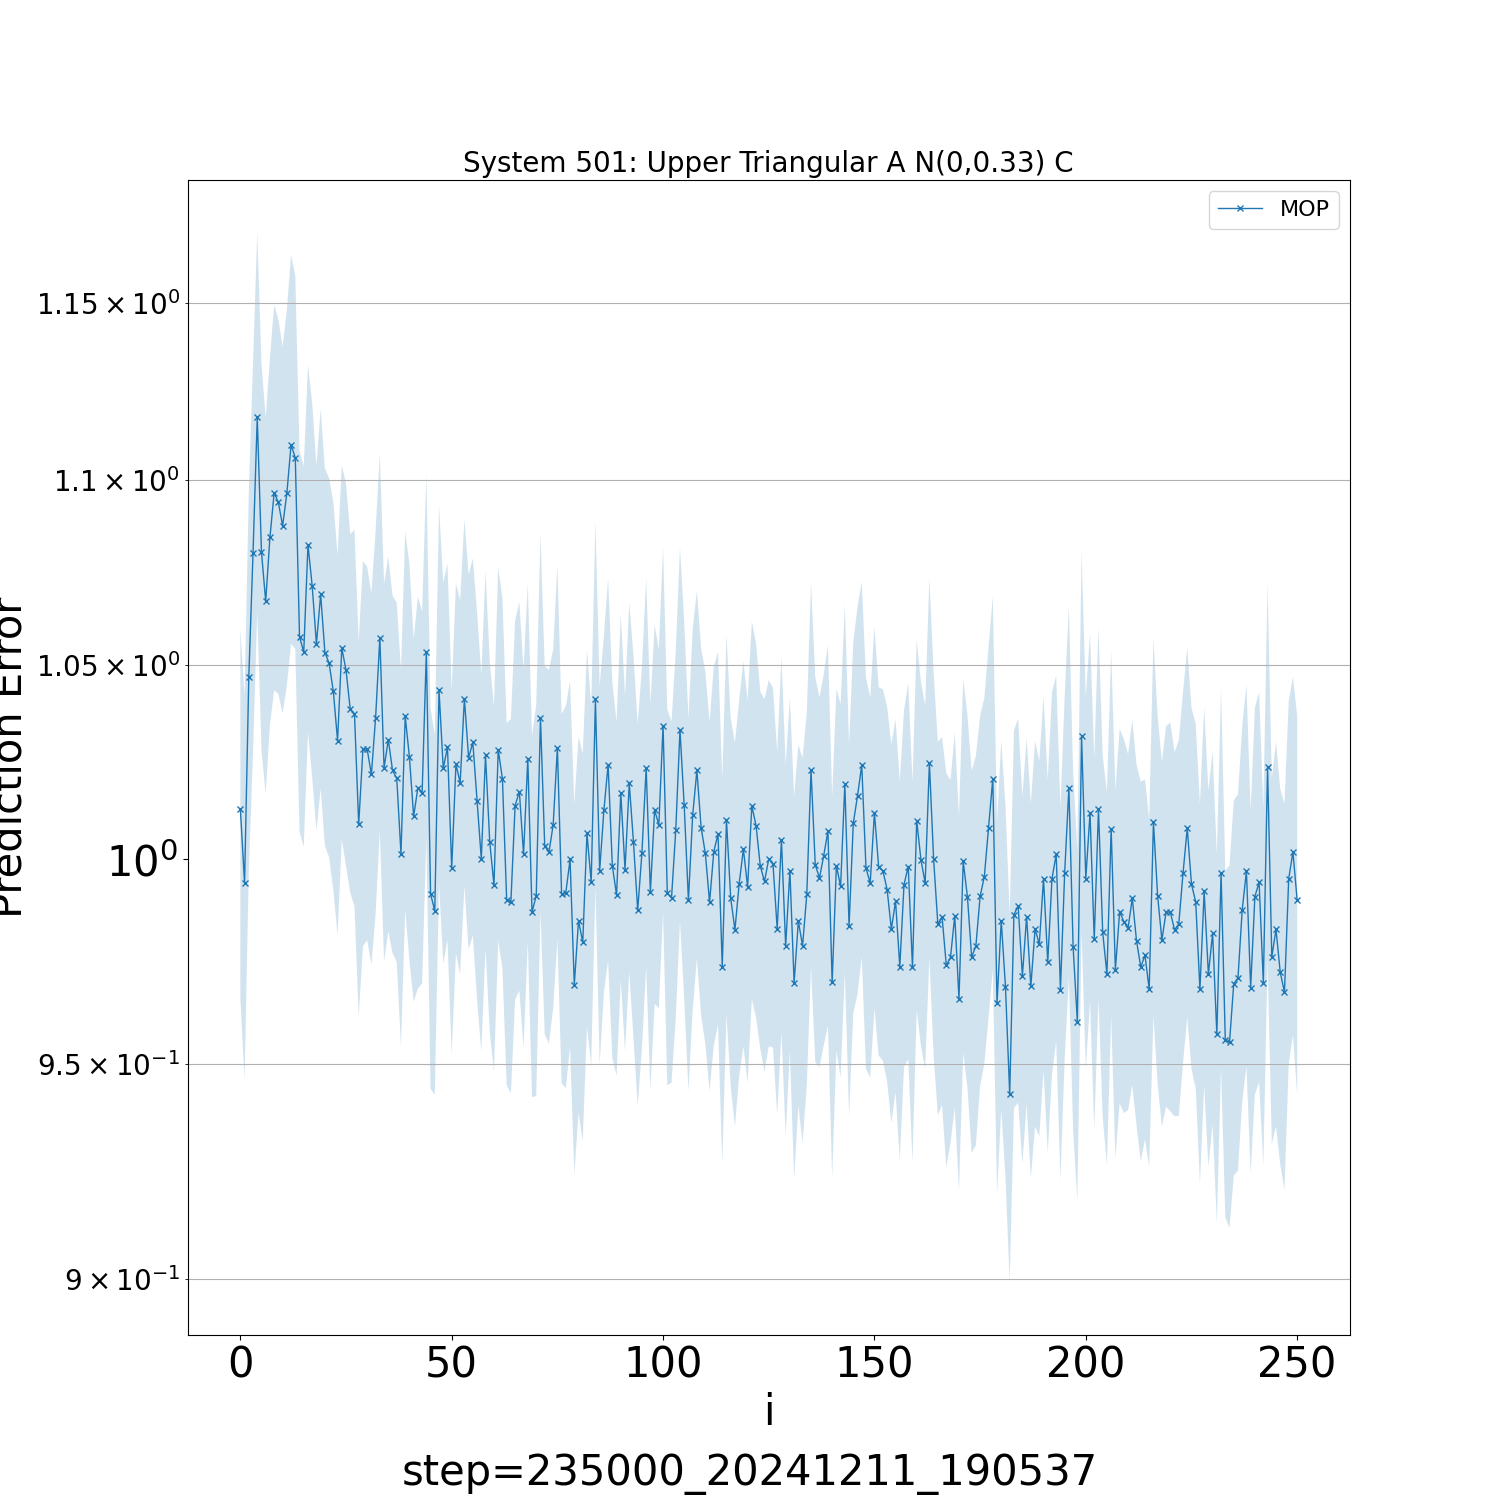 System 501: Upper Triangular A N(0,0.33) C
MOP
1.15 × 10⁰
1.1 × 10⁰
1.05 × 10⁰
10⁰
9.5 × 10⁻¹
9 × 10⁻¹
Prediction Error
0 50 100 150 200 250
i
step=235000_20241211_190537